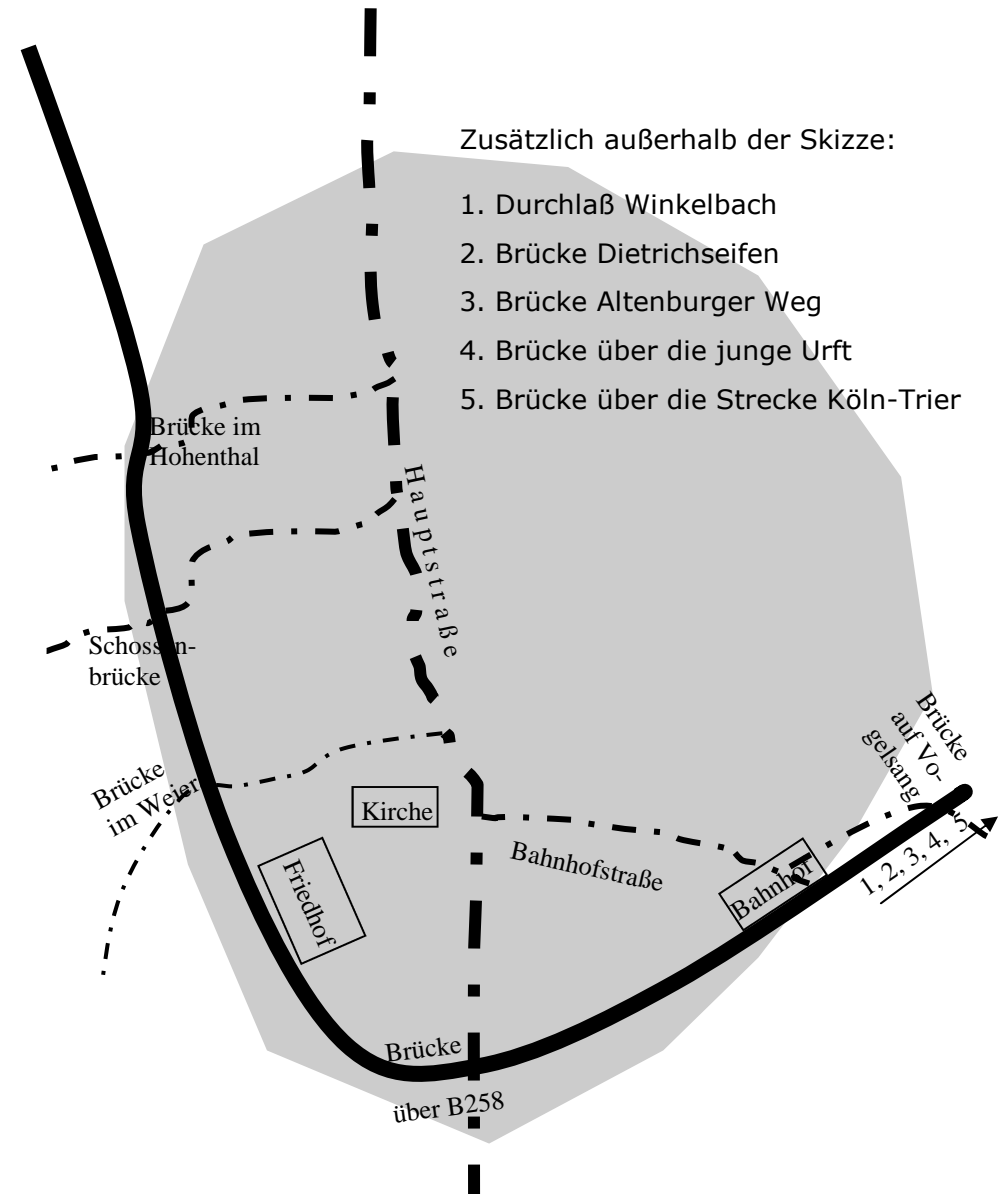 Zusätzlich außerhalb der Skizze:
1. Durchlaß Winkelbach
2. Brücke Dietrichseifen
3. Brücke Altenburger Weg
4. Brücke über die junge Urft
5. Brücke über die Strecke Köln-Trier
Brücke im
Hohenthal
Hauptstraße
Schossen-
brücke
Brücke
im Weier
Kirche
Friedhof
Bahnhofstraße
Bahnhof
Brücke
auf Vo-
gelsang
1, 2, 3, 4, 5
Brücke
über B258